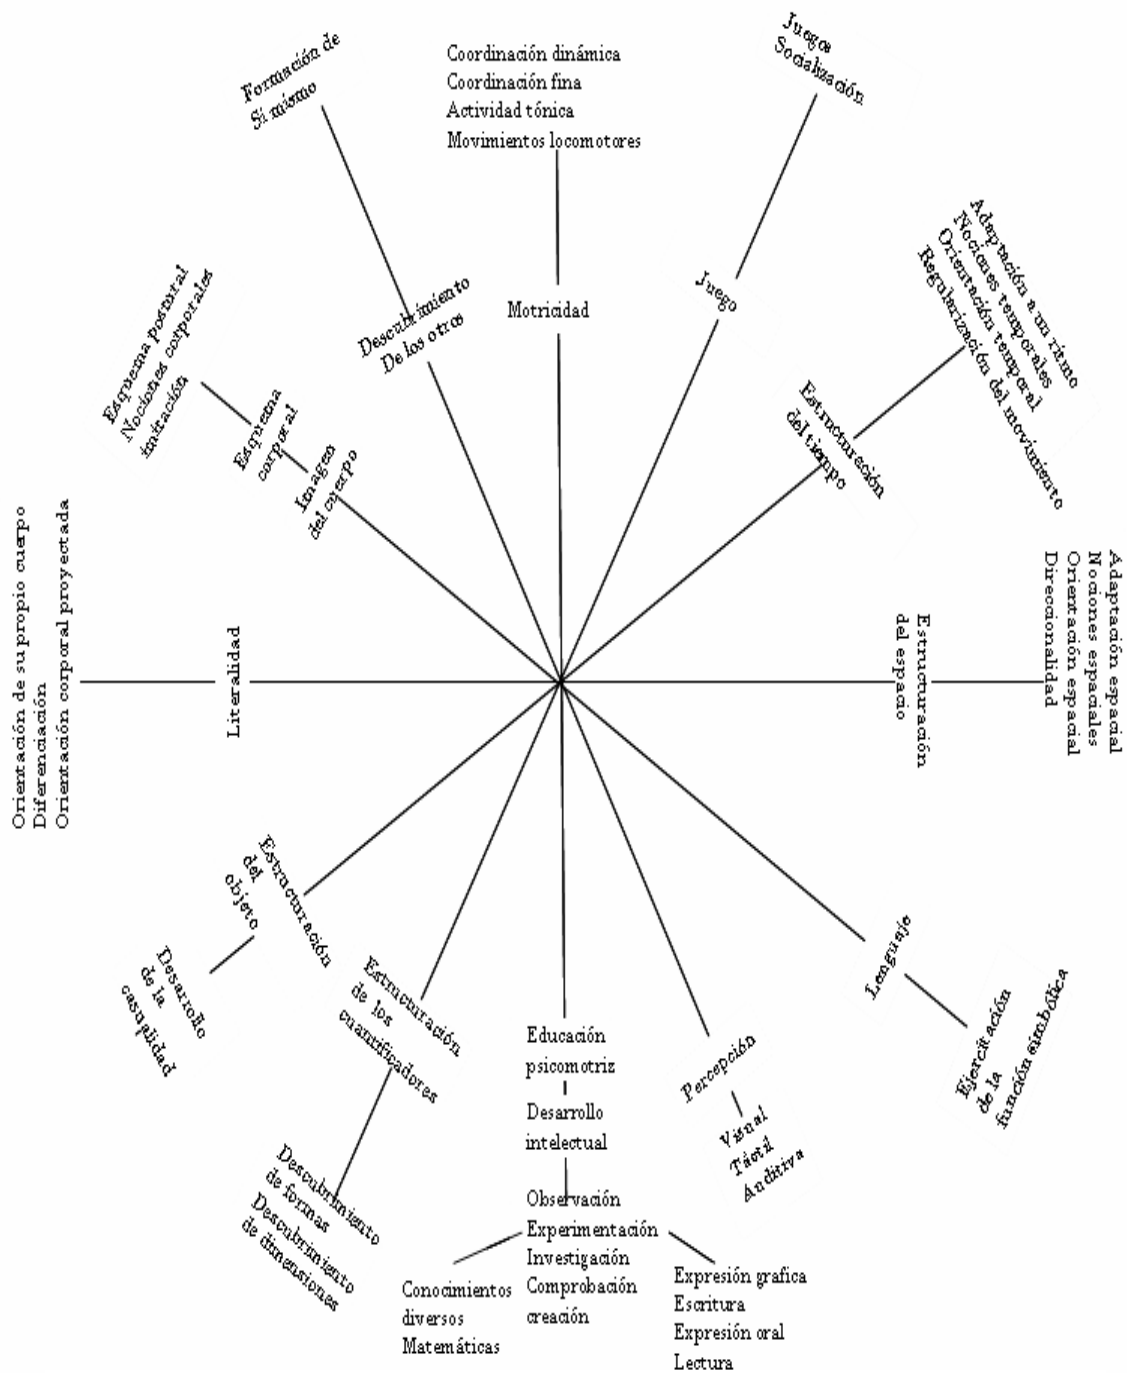 Formación de
Sí mismo
Descubrimiento
De los otros
Coordinación dinámica
Coordinación fina
Actividad tónica
Movimientos locomotores
Motricidad
Juegos
Socialización
Juego
Adaptación a un ritmo
Nociones temporales
Orientación temporal
Regularización del movimiento
Estructuración
del tiempo
Adaptación espacial
Nociones espaciales
Orientación espacial
Direccionalidad
Estructuración
del espacio
Lenguaje
Ejercitación
de la
función simbólica
Percepción
Visual
Táctil
Auditiva
Educación
psicomotriz
Desarrollo
intelectual
Observación
Experimentación
Investigación
Comprobación
creación
Conocimientos
diversos
Matemáticas
Expresión grafica
Escritura
Expresión oral
Lectura
Estructuración
de los
cuantificadores
Descubrimiento
de formas
Descubrimiento
de dimensiones
Estructuración
del
objeto
Desarrollo
de la
casualidad
Literalidad
Orientación de su propio cuerpo
Diferenciación
Orientación corporal proyectada
Esquema postural
Nociones corporales
imitación
Esquema
corporal
Imagen
del cuerpo